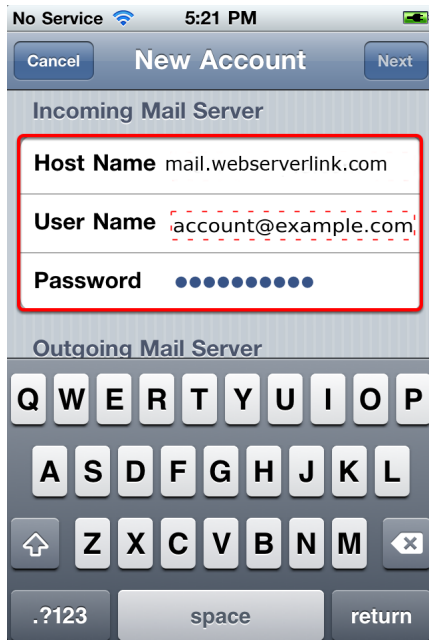 No Service 5:21 PM
Cancel New Account Next
Incoming Mail Server
Host Name mail.webserverlink.com
User Name account@example.com
Password ●●●●●●●●●●
Outgoing Mail Server
Q W E R T Y U I O P
A S D F G H J K L
Z X C V B N M
.?123 space return